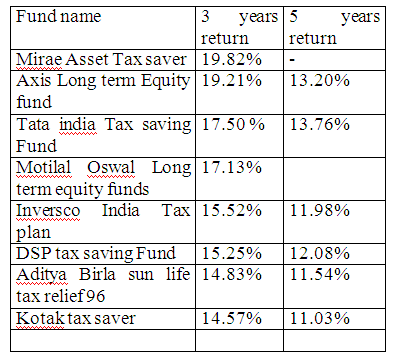 Fund name 3 years 5 years
return return
Mirae Asset Tax saver 19.82% -
Axis Long term Equity 19.21% 13.20%
fund
Tata india Tax saving 17.50 % 13.76%
Fund
Motilal Oswal Long 17.13%
term equity funds
Inversco India Tax 15.52% 11.98%
plan
DSP tax saving Fund 15.25% 12.08%
Aditya Birla sun life 14.83% 11.54%
tax relief 96
Kotak tax saver 14.57% 11.03%